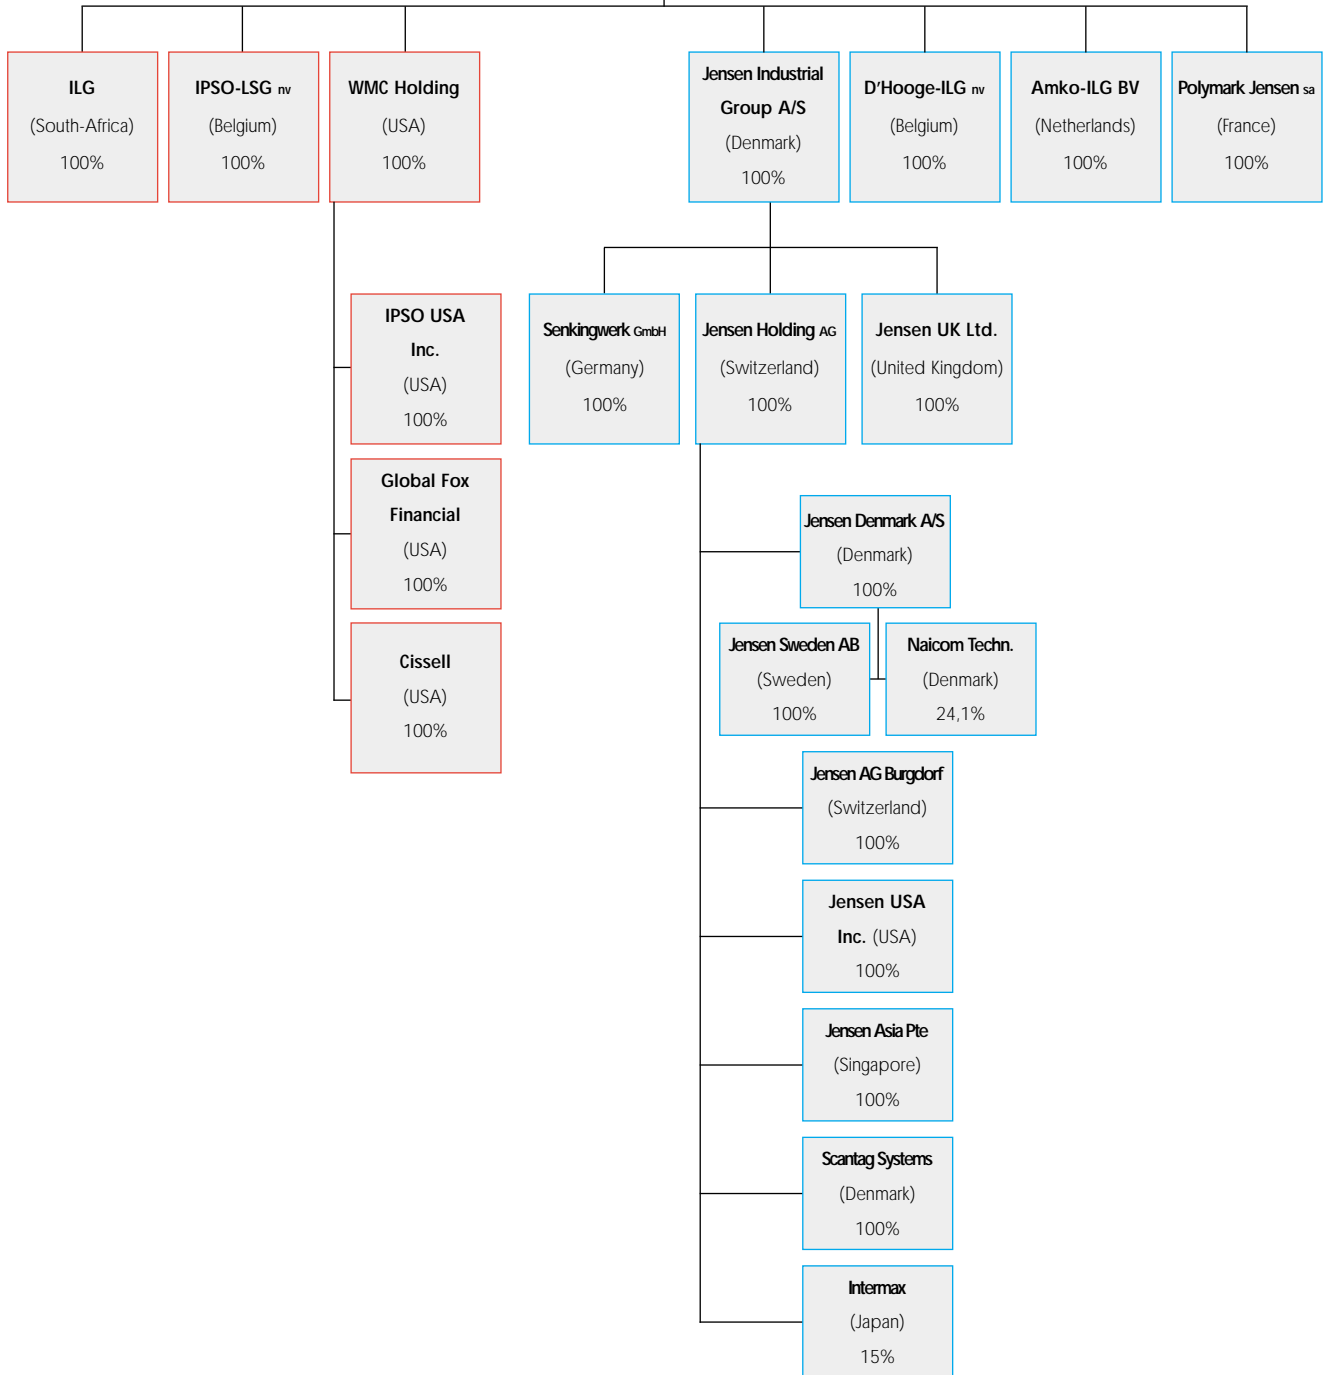 ILG
(South-Africa)
100%
IPSO-LSG nv
(Belgium)
100%
WMC Holding
(USA)
100%
Jensen Industrial
Group A/S
(Denmark)
100%
D'Hooge-ILG nv
(Belgium)
100%
Amko-ILG BV
(Netherlands)
100%
Polymark Jensen sa
(France)
100%
IPSO USA
Inc.
(USA)
100%
Global Fox
Financial
(USA)
100%
Cissell
(USA)
100%
Senkingwerk GmbH
(Germany)
100%
Jensen Holding AG
(Switzerland)
100%
Jensen UK Ltd.
(United Kingdom)
100%
Jensen Denmark A/S
(Denmark)
100%
Jensen Sweden AB
(Sweden)
100%
Naicom Techn.
(Denmark)
24,1%
Jensen AG Burgdorf
(Switzerland)
100%
Jensen USA
Inc. (USA)
100%
Jensen Asia Pte
(Singapore)
100%
Scantag Systems
(Denmark)
100%
Intermax
(Japan)
15%